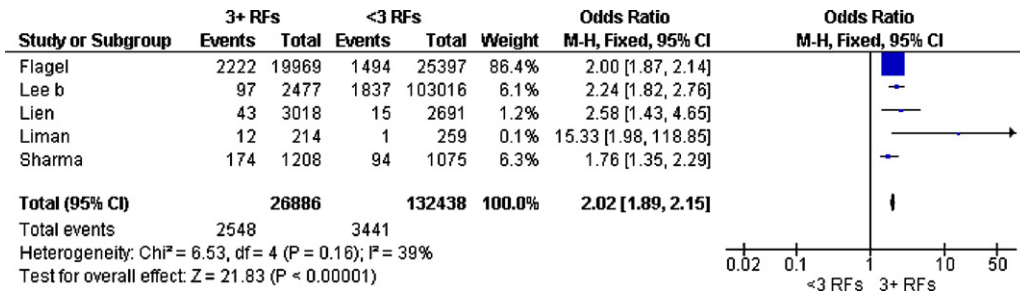 3+ RFs <3 RFs Odds Ratio Odds Ratio
Study or Subgroup Events Total Events Total Weight M-H, Fixed, 95% CI M-H, Fixed, 95% CI
Flagel 2222 19969 1494 25397 86.4% 2.00 [1.87, 2.14]
Lee b 97 2477 1837 103016 6.1% 2.24 [1.82, 2.76]
Lien 43 3018 15 2691 1.2% 2.58 [1.43, 4.65]
Liman 12 214 1 259 0.1% 15.33 [1.98, 118.85]
Sharma 174 1208 94 1075 6.3% 1.76 [1.35, 2.29]
Total (95% CI) 26886 132438 100.0% 2.02 [1.89, 2.15]
Total events 2548 3441
Heterogeneity: Chi² = 6.53, df = 4 (P = 0.16); I² = 39%
Test for overall effect: Z = 21.83 (P < 0.00001)
0.02 0.1 1 10 50
<3 RFs 3+ RFs